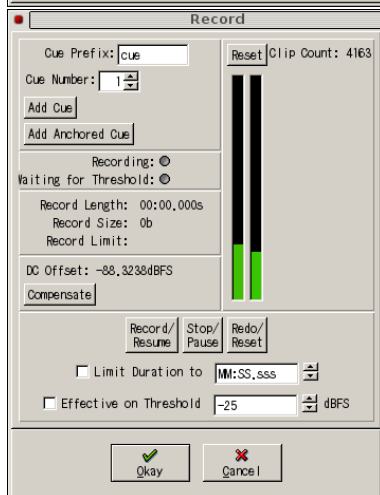 Record
Cue Prefix: cue
Cue Number: 1
Add Cue
Add Anchored Cue
Reset Clip Count: 4163
Recording:
Waiting for Threshold:
Record Length: 00:00.000s
Record Size: 0b
Record Limit:
DC Offset: -88.3238dBFS
Compensate
Record/ Resume
Stop/ Pause
Redo/ Reset
Limit Duration to MM:SS.sss
Effective on Threshold -25 dBFS
Okay
Cancel